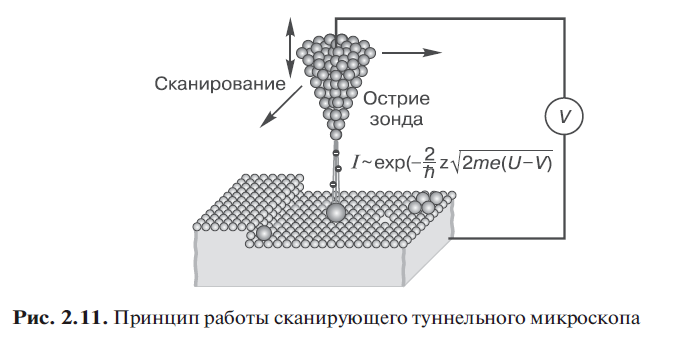 Сканирование
Острие
зонда
V
I~exp(-2/ħ z√2me(U−V)
Рис. 2.11. Принцип работы сканирующего туннельного микроскопа